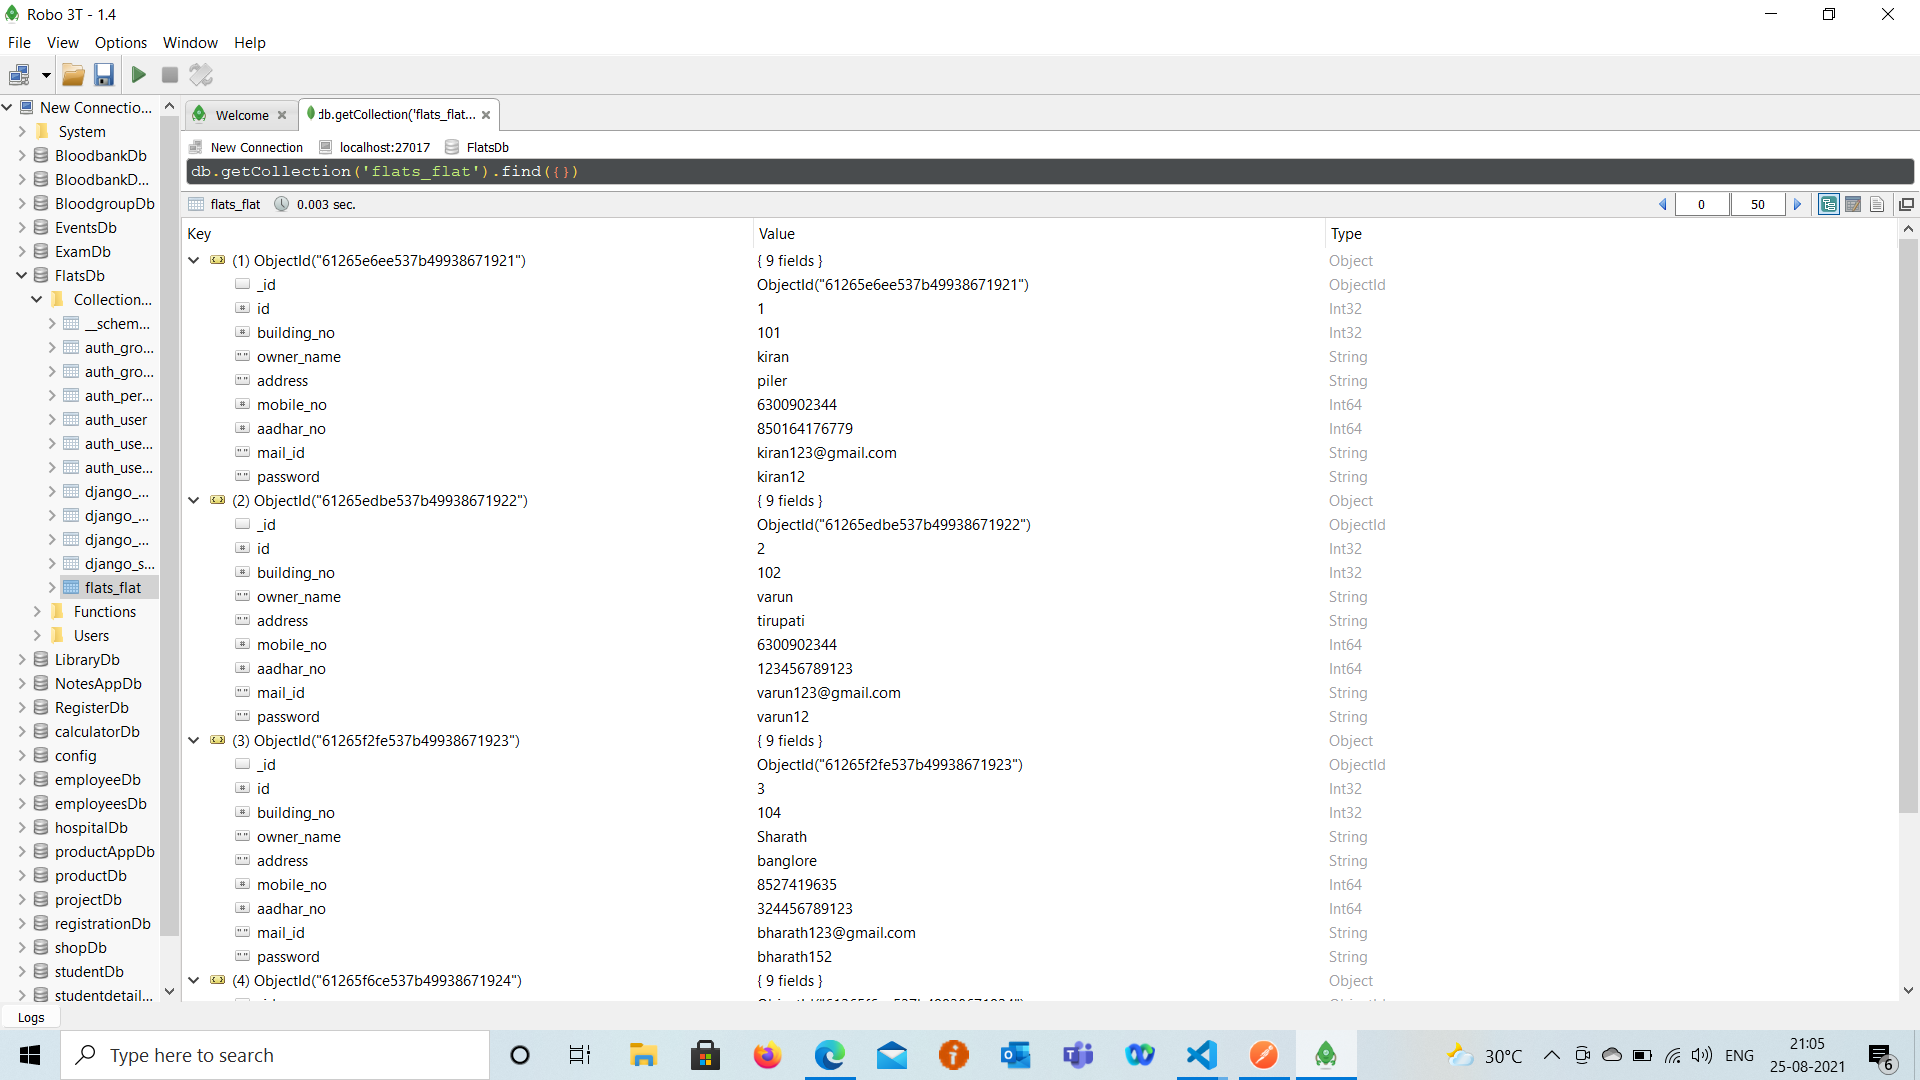 Robo 3T - 1.4
File View Options Window Help
New Connectio...
System
BloodbankDb
BloodbankD...
BloodgroupDb
EventsDb
ExamDb
FlatsDb
Collection...
__schem...
auth_gro...
auth_gro...
auth_per...
auth_user
auth_use...
auth_use...
django_...
django_...
django_...
django_s...
flats_flat
Functions
Users
LibraryDb
NotesAppDb
RegisterDb
calculatorDb
config
employeeDb
employeesDb
hospitalDb
productAppDb
productDb
projectDb
registrationDb
shopDb
studentDb
studentdetail...
Welcome db.getCollection('flats_flat...
New Connection localhost:27017 FlatsDb
db.getCollection('flats_flat').find({})
flats_flat 0.003 sec. 0 50
Key Value Type
(1) ObjectId("61265e6ee537b49938671921") { 9 fields } Object
_id ObjectId("61265e6ee537b49938671921") ObjectId
id 1 Int32
building_no 101 Int32
owner_name kiran String
address piler String
mobile_no 6300902344 Int64
aadhar_no 850164176779 Int64
mail_id kiran123@gmail.com String
password kiran12 String
(2) ObjectId("61265edbe537b49938671922") { 9 fields } Object
_id ObjectId("61265edbe537b49938671922") ObjectId
id 2 Int32
building_no 102 Int32
owner_name varun String
address tirupati String
mobile_no 6300902344 Int64
aadhar_no 123456789123 Int64
mail_id varun123@gmail.com String
password varun12 String
(3) ObjectId("61265f2fe537b49938671923") { 9 fields } Object
_id ObjectId("61265f2fe537b49938671923") ObjectId
id 3 Int32
building_no 104 Int32
owner_name Sharath String
address banglore String
mobile_no 8527419635 Int64
aadhar_no 324456789123 Int64
mail_id bharath123@gmail.com String
password bharath152 String
(4) ObjectId("61265f6ce537b49938671924") { 9 fields } Object
Logs
Type here to search
30°C ENG 21:05
25-08-2021
6